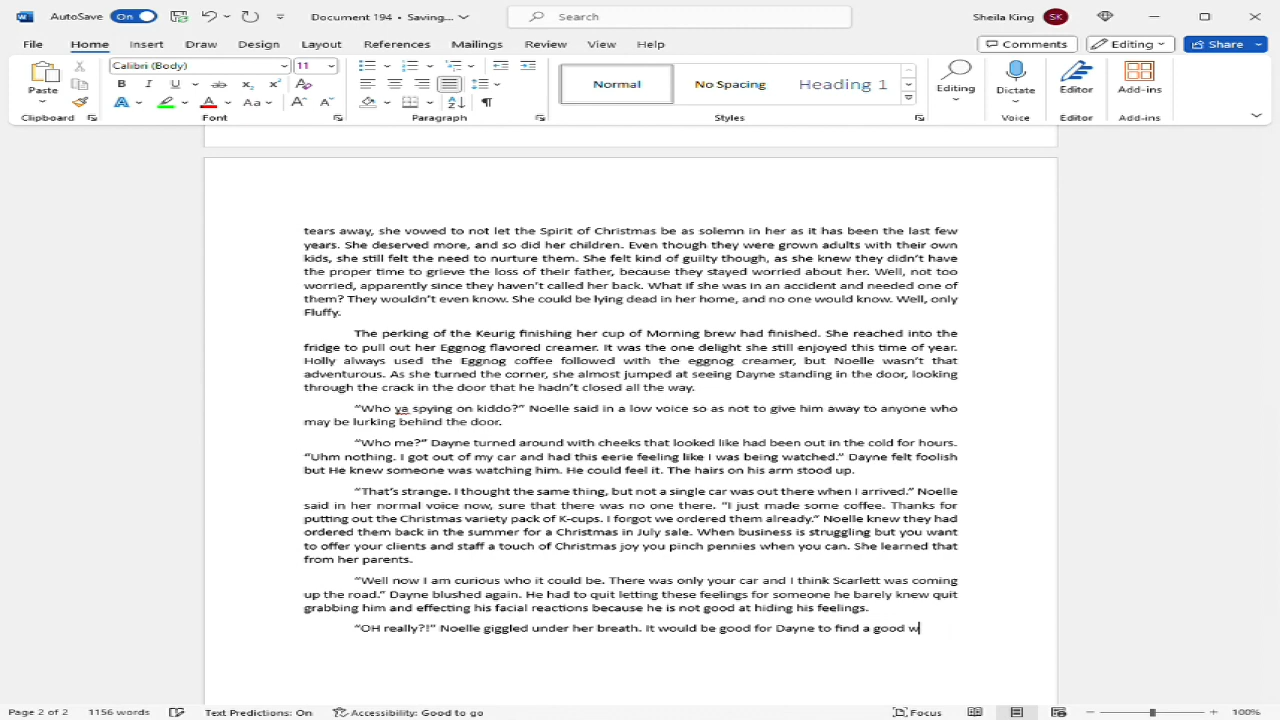 AutoSave On Document 194 • Saving... Search Sheila King SK
File Home Insert Draw Design Layout References Mailings Review View Help Comments Editing Share
Calibri (Body) 11 Normal No Spacing Heading 1
Paste B I U ab x₂ x² A Editing Dictate Editor Add-ins
A A Aa A A
Clipboard Font Paragraph Styles Voice Editor Add-ins
tears away, she vowed to not let the Spirit of Christmas be as solemn in her as it has been the last few
years. She deserved more, and so did her children. Even though they were grown adults with their own
kids, she still felt the need to nurture them. She felt kind of guilty though, as she knew they didn’t have
the proper time to grieve the loss of their father, because they stayed worried about her. Well, not too
worried, apparently since they haven’t called her back. What if she was in an accident and needed one of
them? They wouldn’t even know. She could be lying dead in her home, and no one would know. Well, only
Fluffy.
The perking of the Keurig finishing her cup of Morning brew had finished. She reached into the
fridge to pull out her Eggnog flavored creamer. It was the one delight she still enjoyed this time of year.
Holly always used the Eggnog coffee followed with the eggnog creamer, but Noelle wasn’t that
adventurous. As she turned the corner, she almost jumped at seeing Dayne standing in the door, looking
through the crack in the door that he hadn’t closed all the way.
“Who ya spying on kiddo?” Noelle said in a low voice so as not to give him away to anyone who
may be lurking behind the door.
“Who me?” Dayne turned around with cheeks that looked like had been out in the cold for hours.
“Uhm nothing. I got out of my car and had this eerie feeling like I was being watched.” Dayne felt foolish
but He knew someone was watching him. He could feel it. The hairs on his arm stood up.
“That’s strange. I thought the same thing, but not a single car was out there when I arrived.” Noelle
said in her normal voice now, sure that there was no one there. “I just made some coffee. Thanks for
putting out the Christmas variety pack of K-cups. I forgot we ordered them already.” Noelle knew they had
ordered them back in the summer for a Christmas in July sale. When business is struggling but you want
to offer your clients and staff a touch of Christmas joy you pinch pennies when you can. She learned that
from her parents.
“Well now I am curious who it could be. There was only your car and I think Scarlett was coming
up the road.” Dayne blushed again. He had to quit letting these feelings for someone he barely knew quit
grabbing him and effecting his facial reactions because he is not good at hiding his feelings.
“OH really?!” Noelle giggled under her breath. It would be good for Dayne to find a good w
Page 2 of 2 1156 words Text Predictions: On Accessibility: Good to go Focus 100%